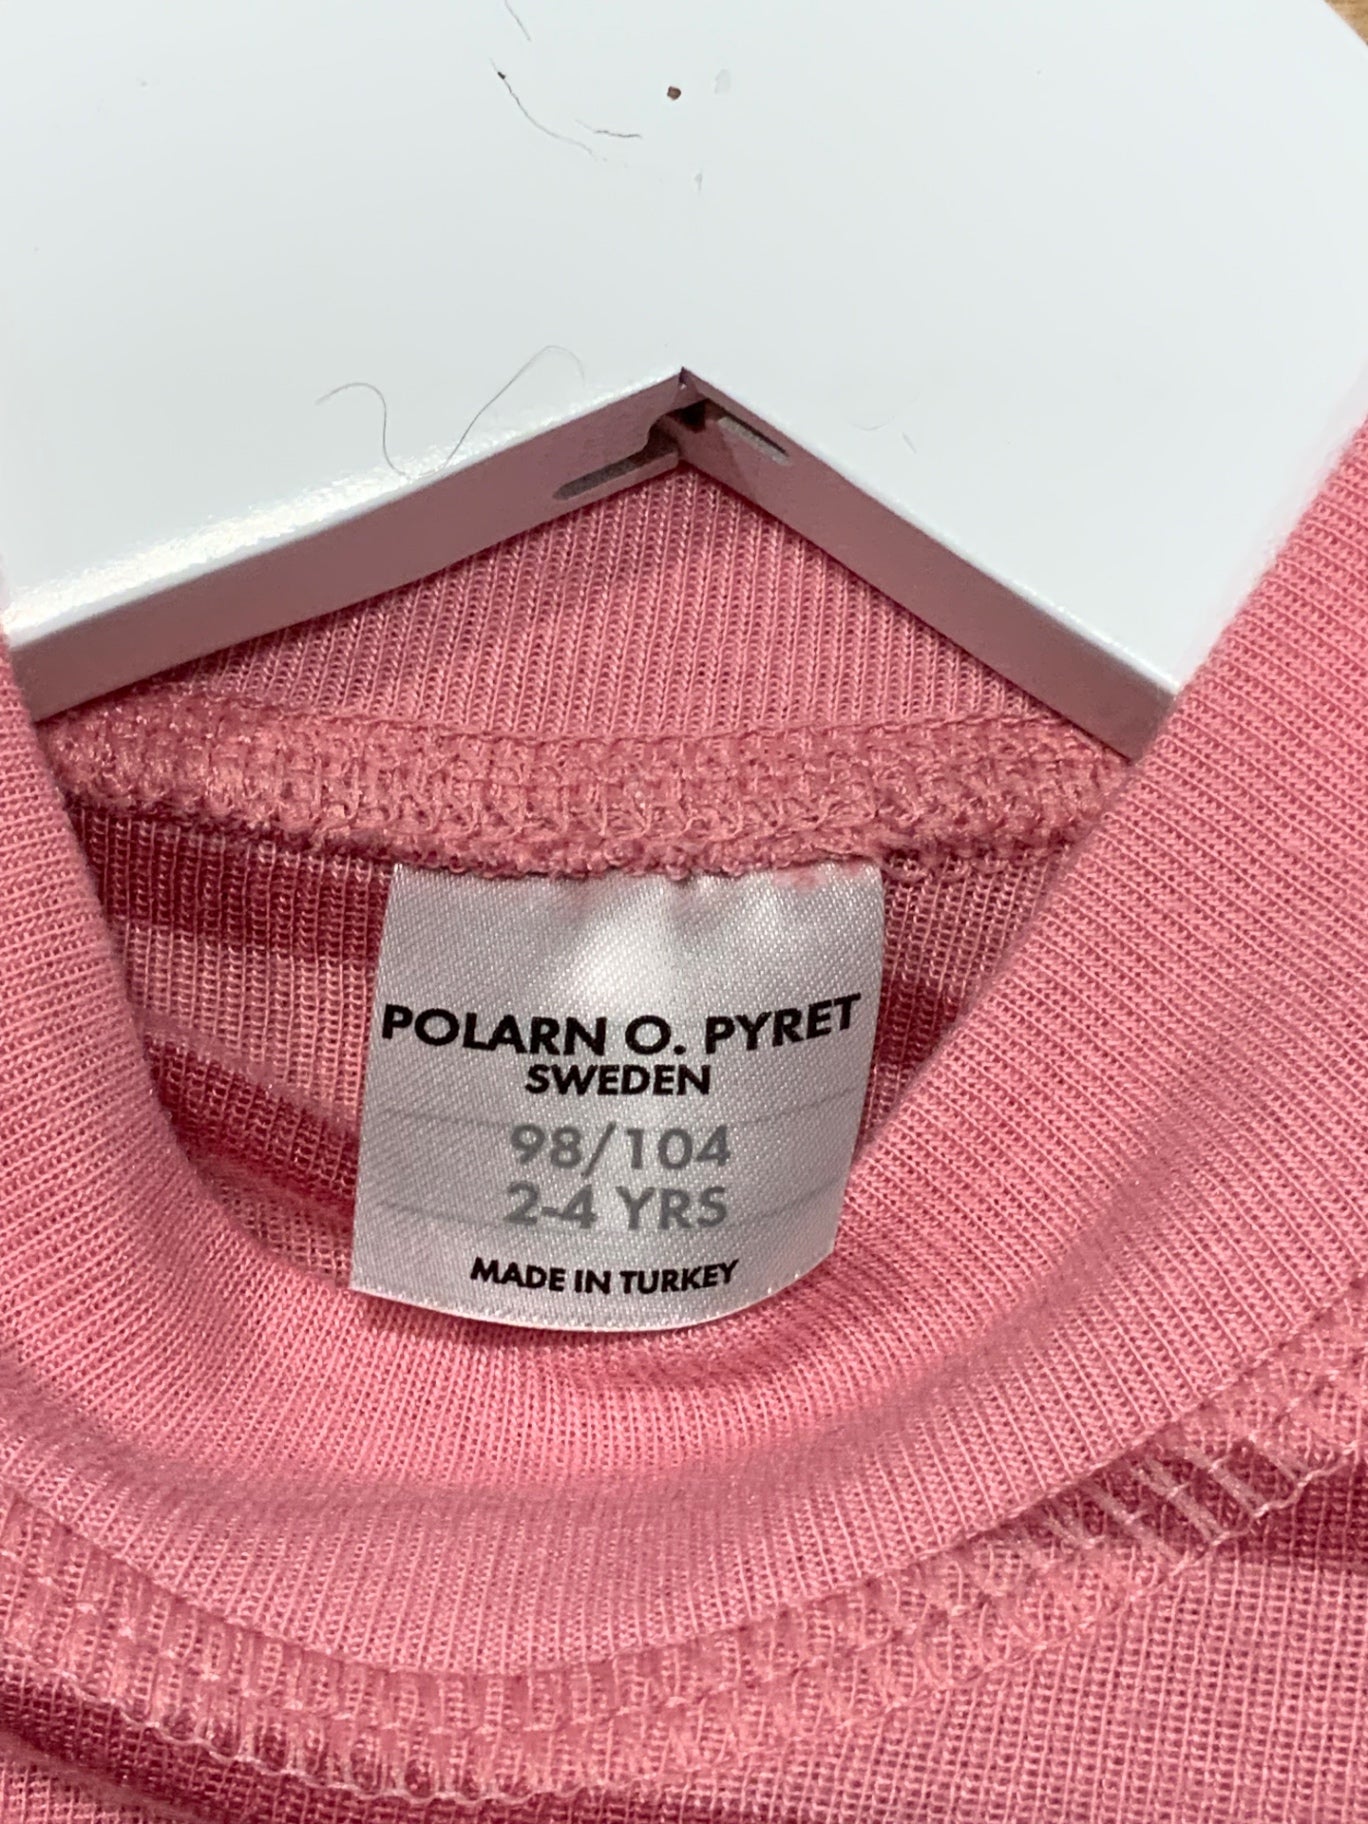 POLARN O. PYRET
SWEDEN
98/104
2-4 YRS
MADE IN TURKEY